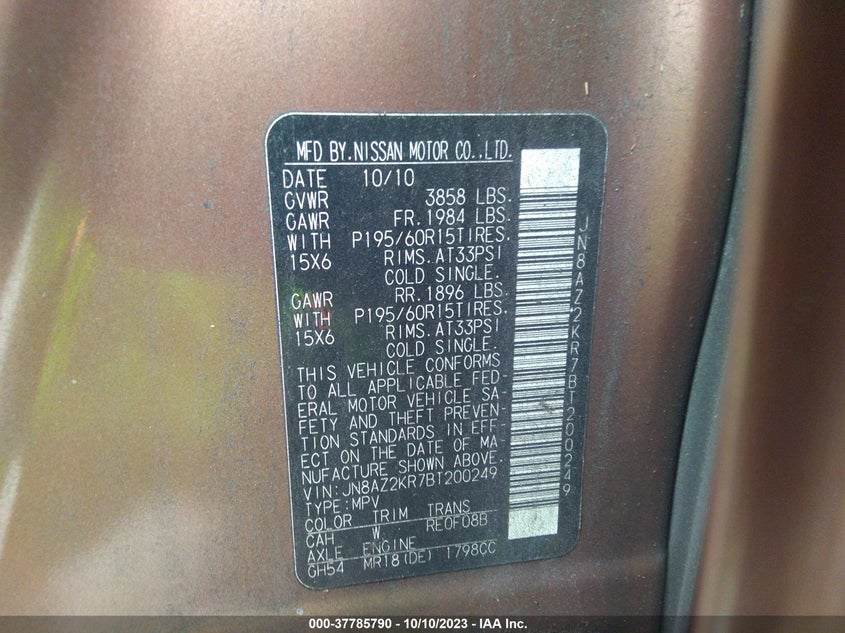 MFD BY.NISSAN MOTOR CO.,LTD.
DATE 10/10
GVWR 3858 LBS.
GAWR FR.1984 LBS.
WITH P195/60R15TIRES.
15X6 RIMS.AT33PSI
COLD SINGLE.
GAWR RR.1896 LBS.
WITH P195/60R15TIRES.
15X6 RIMS.AT33PSI
COLD SINGLE.
THIS VEHICLE CONFORMS
TO ALL APPLICABLE FED-
ERAL MOTOR VEHICLE SA-
FETY AND THEFT PREVEN-
TION STANDARDS IN EFF-
ECT ON THE DATE OF MA-
NUFACTURE SHOWN ABOVE.
VIN:JN8AZ2KR7BT200249
TYPE:MPV
COLOR TRIM TRANS
CAH W RE0F08B
AXLE ENGINE
GH54 MR18(DE) 1798CC
JN8AZ2KR7BT200249
000-37785790 - 10/10/2023 - IAA Inc.